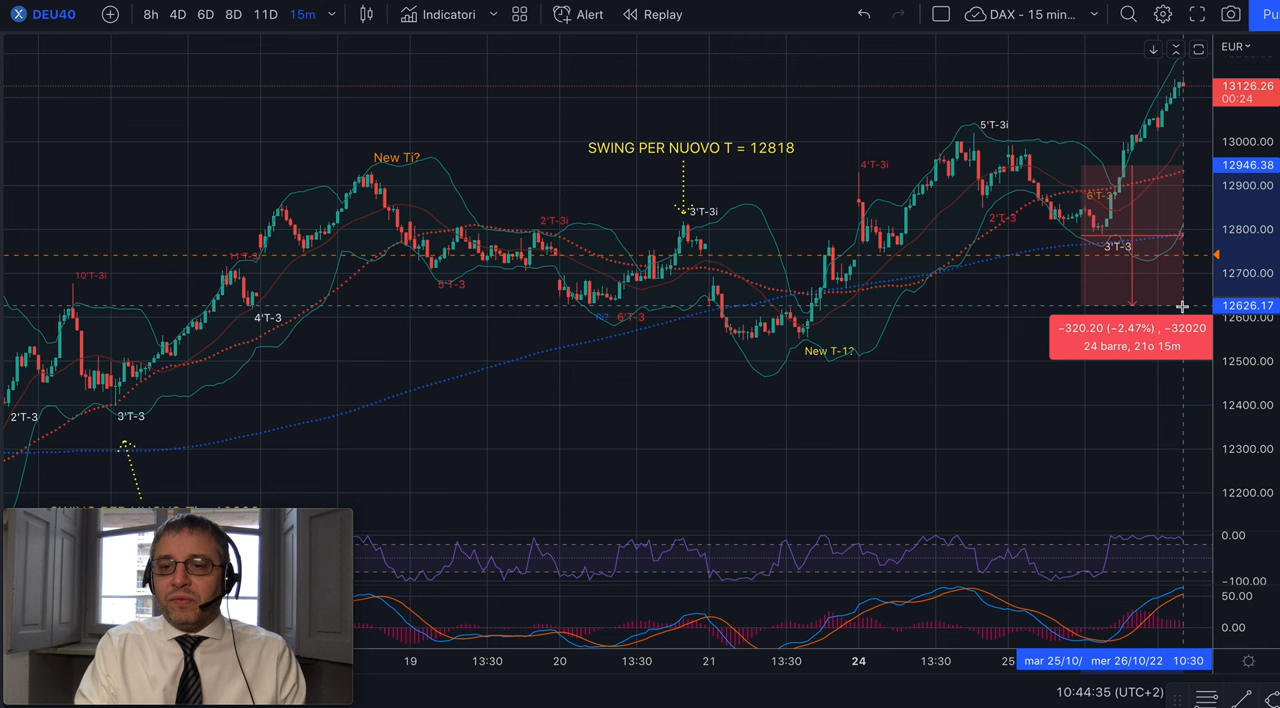 DEU40
8h 4D 6D 8D 11D 15m
Indicatori
Alert
Replay
DAX - 15 min...
EUR
13126.26
00:24
13000.00
12946.38
12900.00
12800.00
12700.00
12626.17
12600.00
12500.00
12400.00
12300.00
12200.00
0.00
−100.00
50.00
0.00
SWING PER NUOVO T = 12818
New Ti?
5'T-3i
4'T-3i
3'T-3i
2'T-3i
10'T-3i
5'T-3
6'T-3
4'T-3
2'T-3
3'T-3
2'T-3
3'T-3
New T-1?
−320.20 (−2.47%) , −32020
24 barre, 21o 15m
19 13:30 20 13:30 21 13:30 24 13:30 25
mar 25/10/ mer 26/10/22 10:30
10:44:35 (UTC+2)